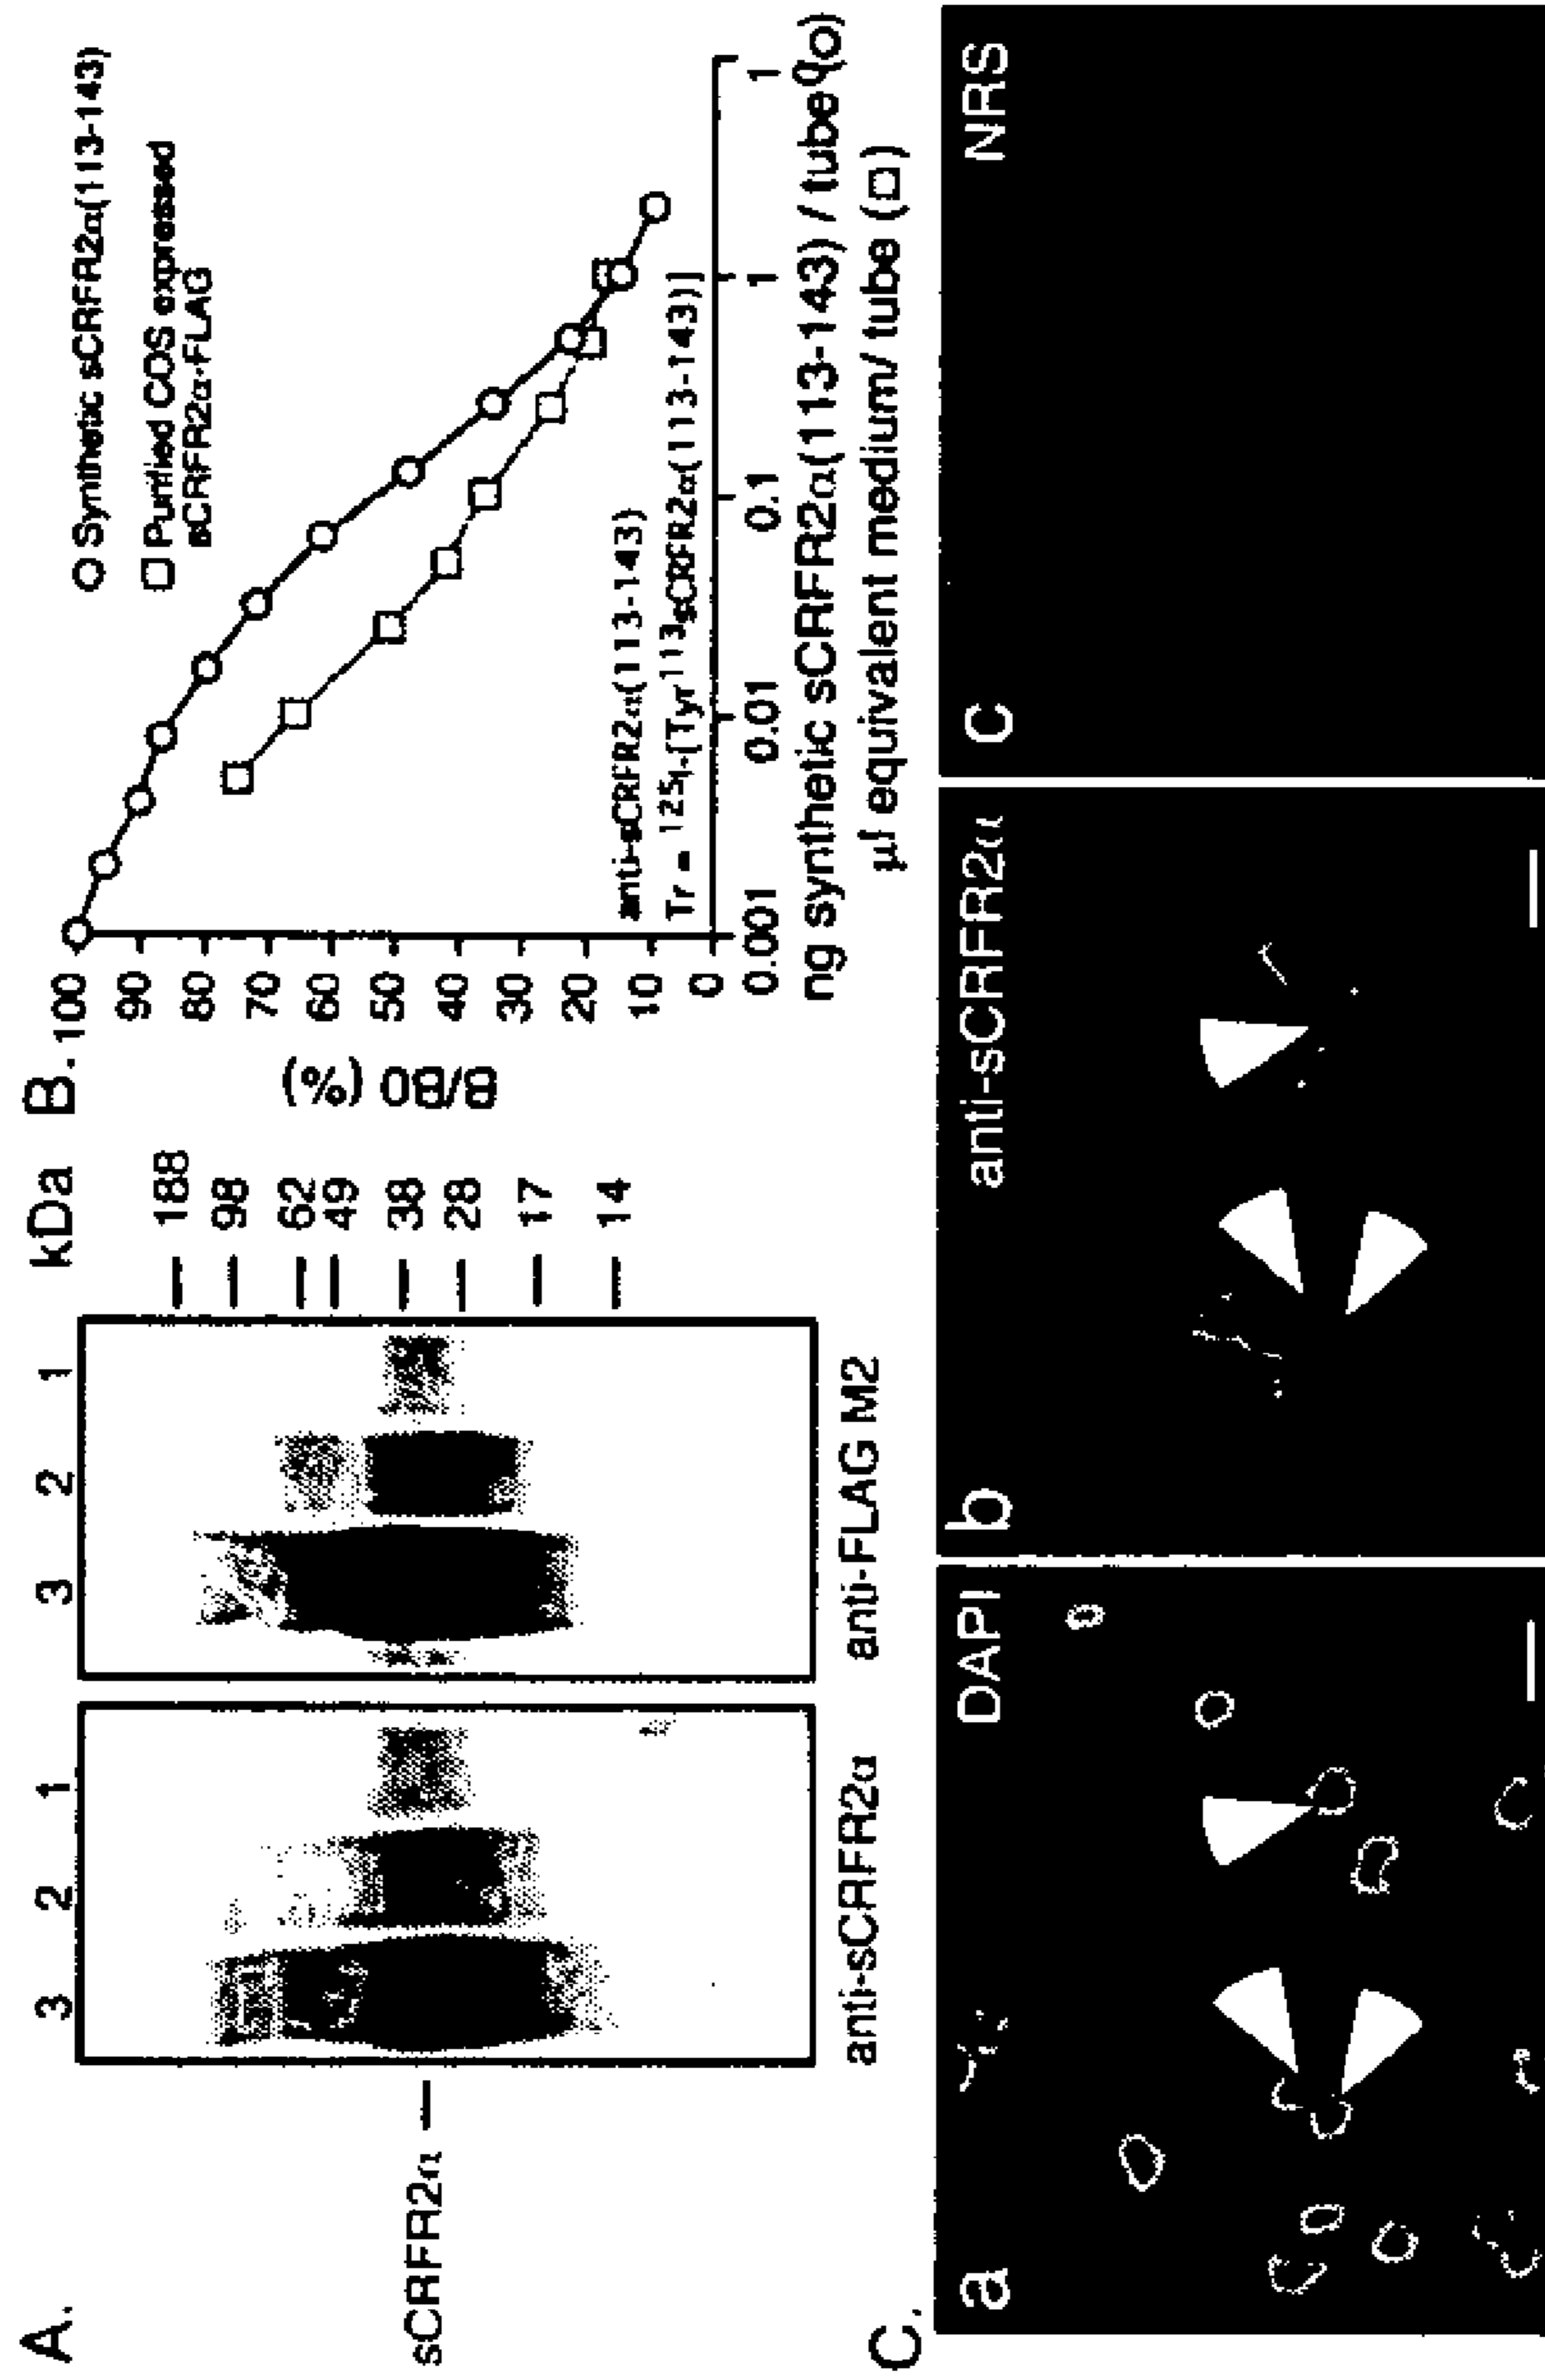 A.
3 2 1
3 2 1
kDa
sCRFR2α
188
98
62
49
38
28
17
14
anti-sCRFR2α
anti-FLAG M2
B.
100
90
80
70
60
50
40
30
20
10
0
B/B0 (%)
Synthetic sCRFR2α(113-143)
Purified COS expressed
sCRFR2α-FLAG
anti-sCRFR2α(113-143)
Tr = 125I-[Tyr113sCRFR2α(113-143)]
0.001 0.01 0.1 1 1
ng synthetic sCRFR2α(113-143) / tube
µl equivalent medium/ tube (□)
C.
a
DAPI
b
anti-sCRFR2α
c
NRS